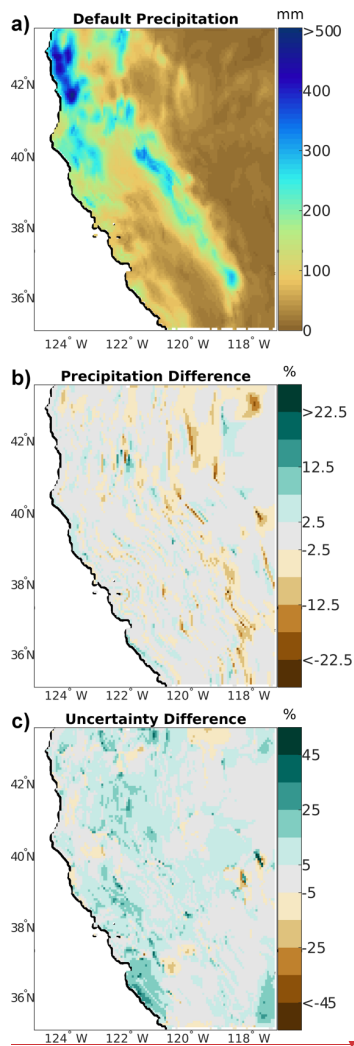 a) Default Precipitation mm
>500
42°N
400
40°N
300
200
38°N
100
36°N
0
124° W 122° W 120° W 118° W
%
b) Precipitation Difference
>22.5
42°N
12.5
40°N
2.5
-2.5
38°N
-12.5
36°N
<-22.5
124° W 122° W 120° W 118° W
c) Uncertainty Difference %
45
42°N
25
40°N
5
-5
38°N
-25
36°N
<-45
124° W 122° W 120° W 118° W